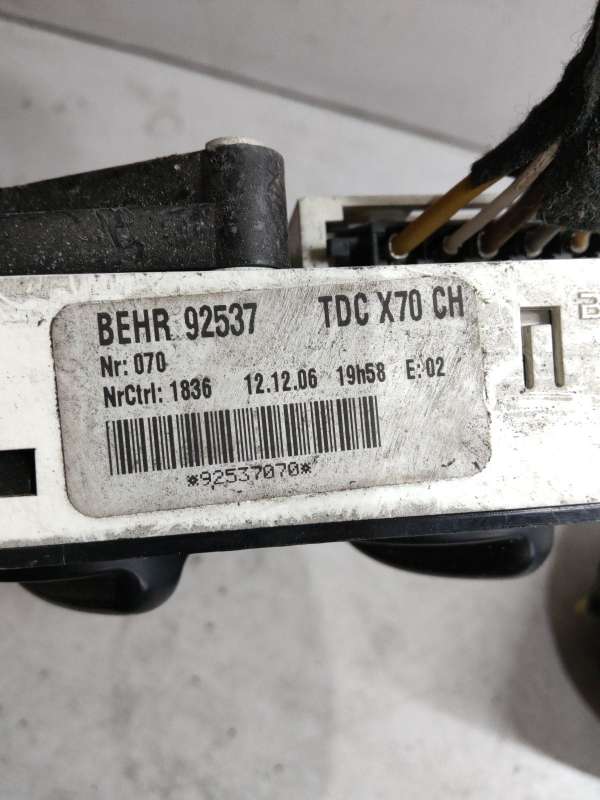 BEHR 92537 TDC X70 CH
Nr: 070
NrCtrl: 1836 12.12.06 19h58 E: 02
*92537070*